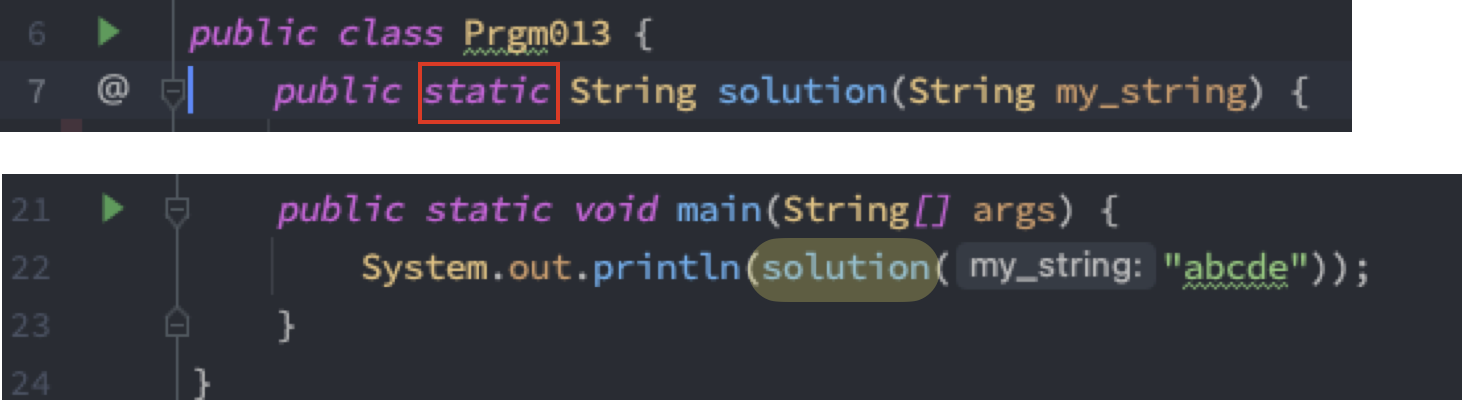 6 public class Prgm013 {
7 @ public static String solution(String my_string) {
21 public static void main(String[] args) {
22 System.out.println(solution( my_string: "abcde"));
23 }
24 }